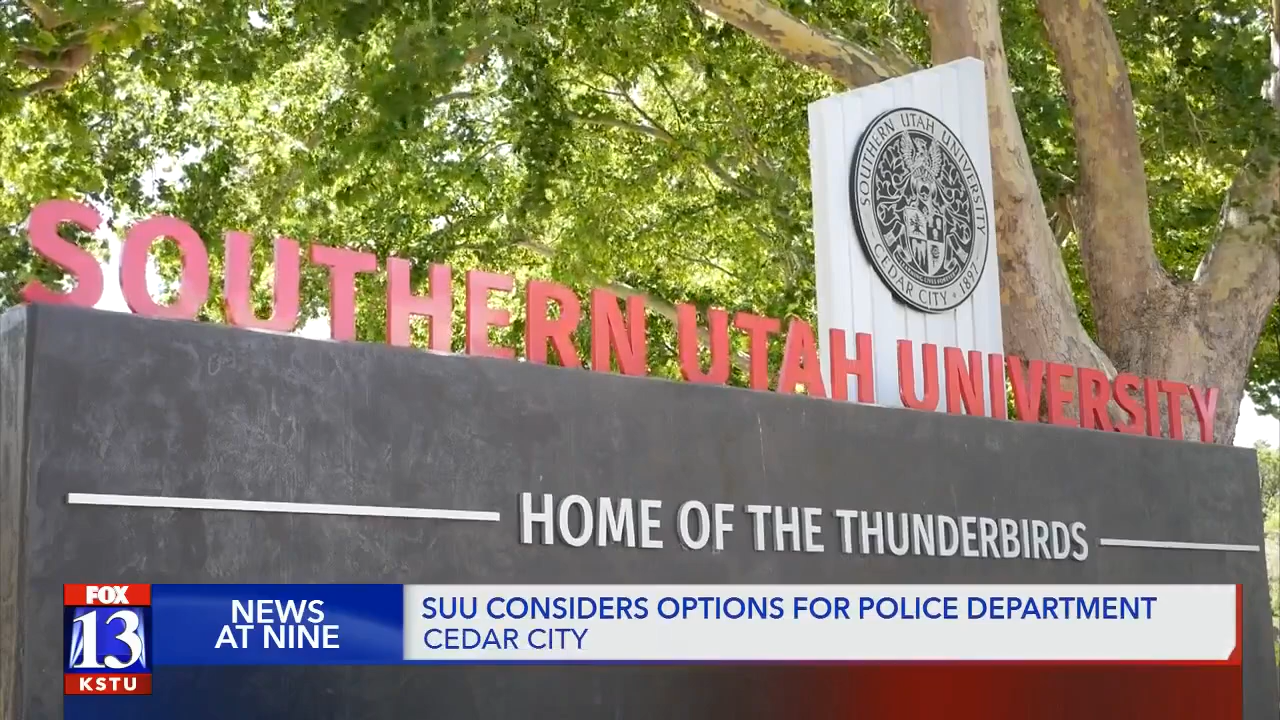 SOUTHERN UTAH UNIVERSITY
CEDAR CITY • 1897
SOUTHERN UTAH UNIVERSITY
HOME OF THE THUNDERBIRDS
FOX
13
KSTU
NEWS
AT NINE
SUU CONSIDERS OPTIONS FOR POLICE DEPARTMENT
CEDAR CITY